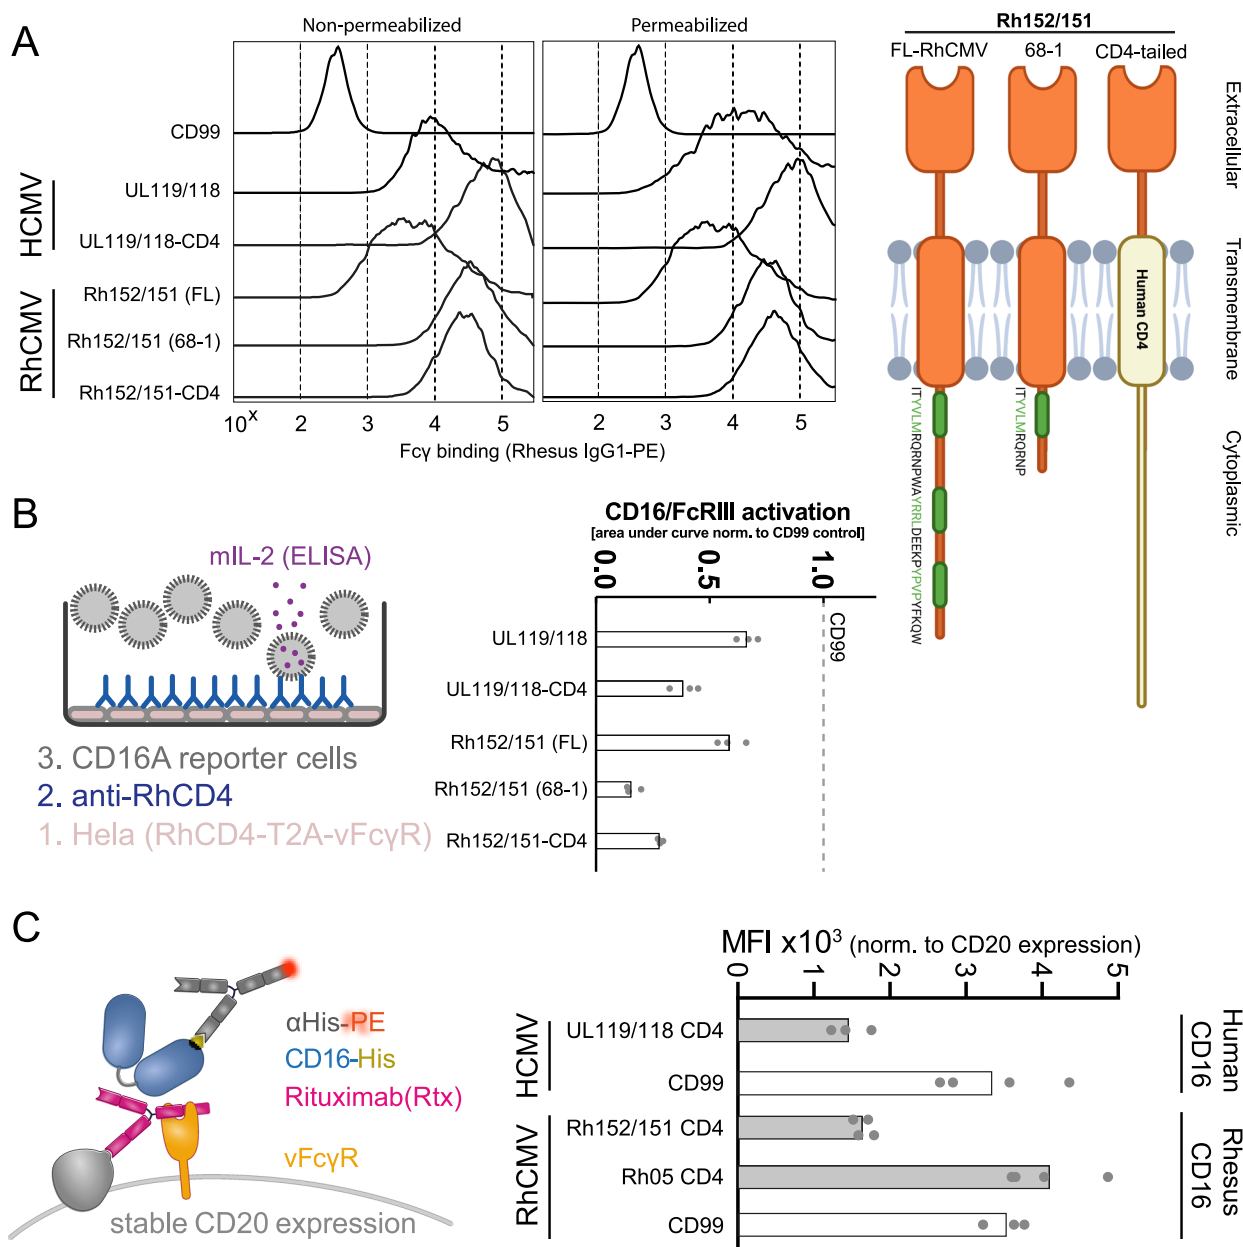 A
Non-permeabilized
Permeabilized
CD99
UL119/118
UL119/118-CD4
Rh152/151 (FL)
Rh152/151 (68-1)
Rh152/151-CD4
HCMV
RhCMV
10ˣ 2 3 4 5
2 3 4 5
Fcγ binding (Rhesus IgG1-PE)
Rh152/151
FL-RhCMV 68-1 CD4-tailed
Extracellular
Transmembrane
Cytoplasmic
Human CD4
ITYVLMRQRNPWAYRRLDEEKPYPVPYFKQW
ITYVLMRQRNP
B
mIL-2 (ELISA)
3. CD16A reporter cells
2. anti-RhCD4
1. Hela (RhCD4-T2A-vFcγR)
CD16/FcRIII activation
[area under curve norm. to CD99 control]
0.0 0.5 1.0
CD99
UL119/118
UL119/118-CD4
Rh152/151 (FL)
Rh152/151 (68-1)
Rh152/151-CD4
C
αHis-PE
CD16-His
Rituximab(Rtx)
vFcγR
stable CD20 expression
MFI x10³ (norm. to CD20 expression)
0 1 2 3 4 5
UL119/118 CD4
CD99
Rh152/151 CD4
Rh05 CD4
CD99
HCMV
RhCMV
Human
CD16
Rhesus
CD16